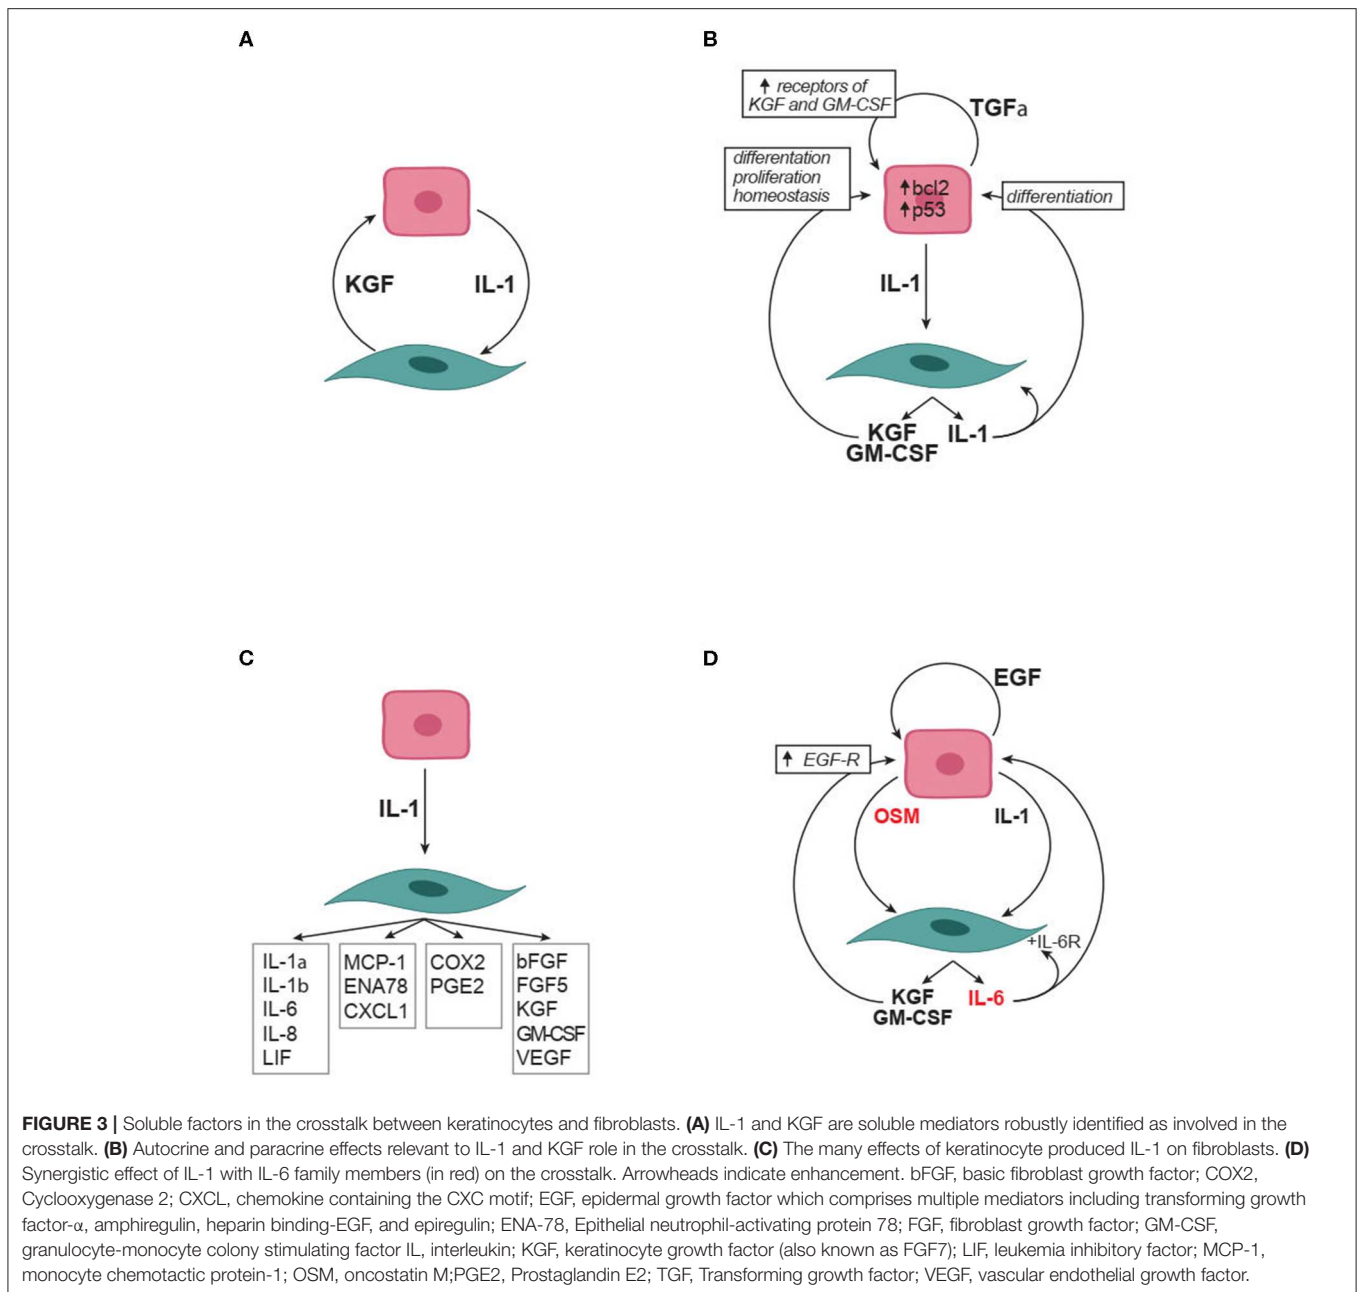 A
KGF
IL-1
B
↑ receptors of
KGF and GM-CSF
TGFa
differentation
proliferation
homeostasis
↑bcl2
↑p53
differentiation
IL-1
KGF
GM-CSF
IL-1
C
IL-1
IL-1a
IL-1b
IL-6
IL-8
LIF
MCP-1
ENA78
CXCL1
COX2
PGE2
bFGF
FGF5
KGF
GM-CSF
VEGF
D
EGF
↑ EGF-R
OSM
IL-1
+IL-6R
KGF
GM-CSF
IL-6
FIGURE 3 | Soluble factors in the crosstalk between keratinocytes and fibroblasts. (A) IL-1 and KGF are soluble mediators robustly identified as involved in the
crosstalk. (B) Autocrine and paracrine effects relevant to IL-1 and KGF role in the crosstalk. (C) The many effects of keratinocyte produced IL-1 on fibroblasts. (D)
Synergistic effect of IL-1 with IL-6 family members (in red) on the crosstalk. Arrowheads indicate enhancement. bFGF, basic fibroblast growth factor; COX2,
Cyclooxygenase 2; CXCL, chemokine containing the CXC motif; EGF, epidermal growth factor which comprises multiple mediators including transforming growth
factor-α, amphiregulin, heparin binding-EGF, and epiregulin; ENA-78, Epithelial neutrophil-activating protein 78; FGF, fibroblast growth factor; GM-CSF,
granulocyte-monocyte colony stimulating factor IL, interleukin; KGF, keratinocyte growth factor (also known as FGF7); LIF, leukemia inhibitory factor; MCP-1,
monocyte chemotactic protein-1; OSM, oncostatin M;PGE2, Prostaglandin E2; TGF, Transforming growth factor; VEGF, vascular endothelial growth factor.